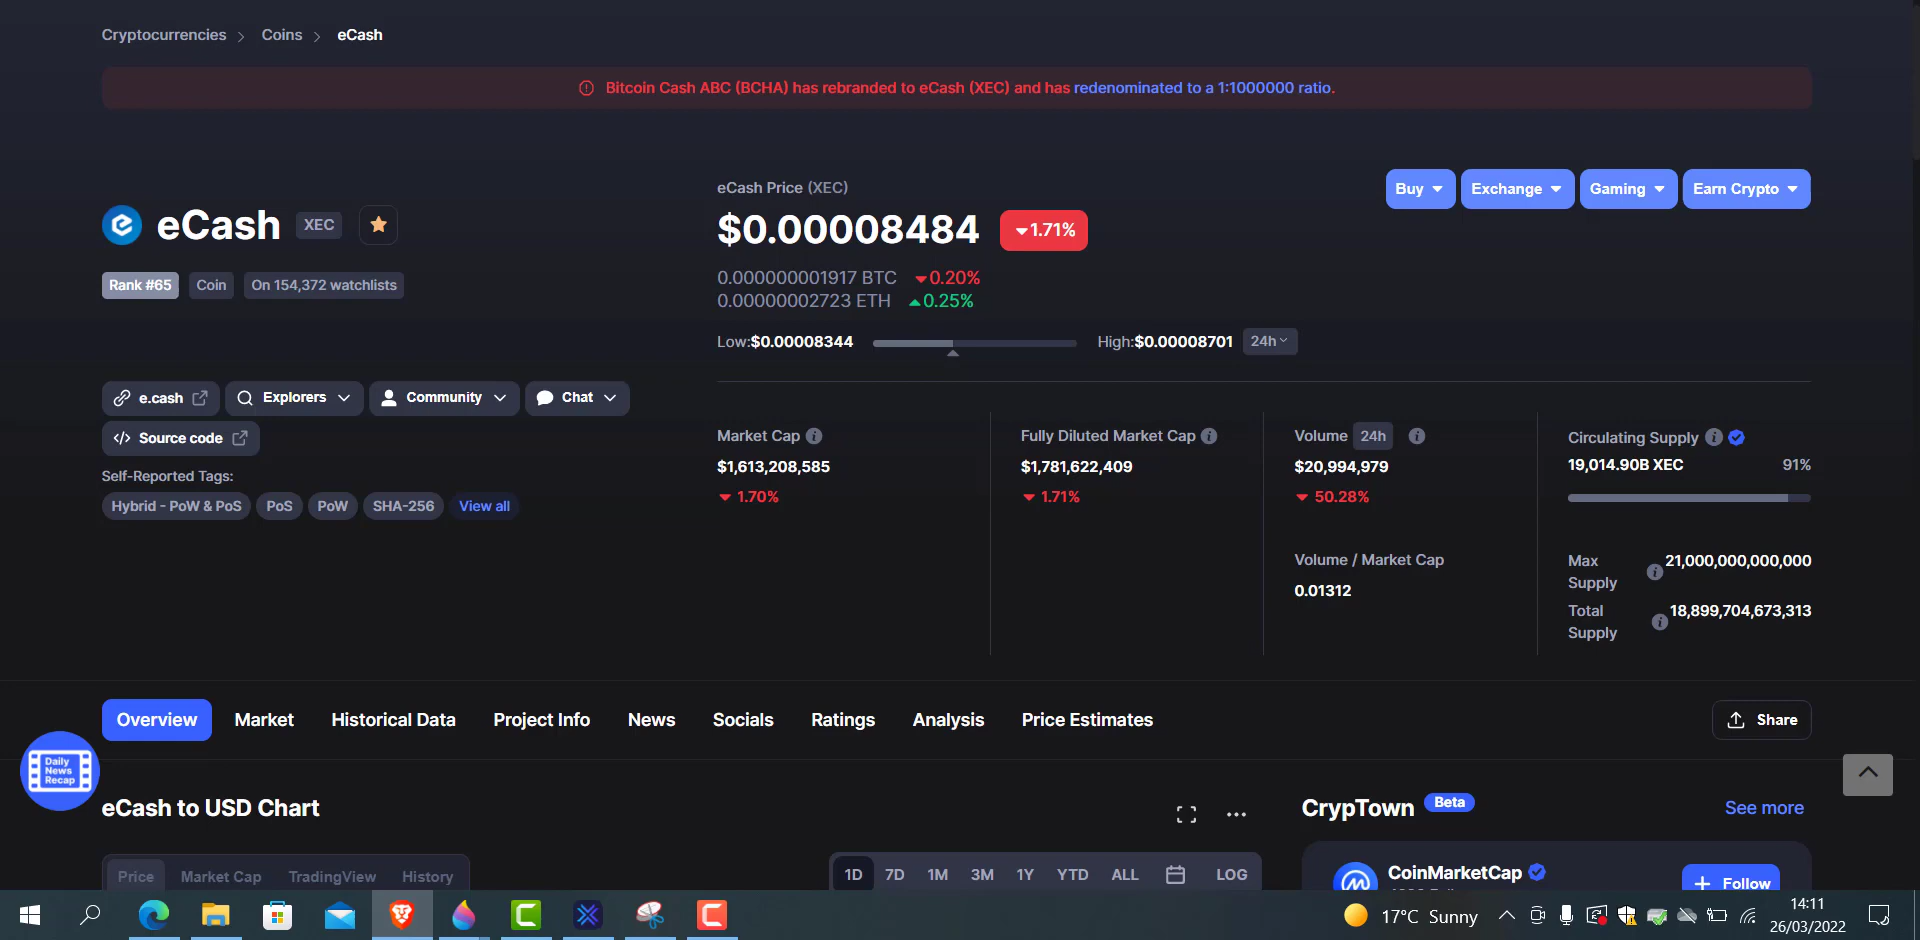 Cryptocurrencies > Coins > eCash
Bitcoin Cash ABC (BCHA) has rebranded to eCash (XEC) and has redenominated to a 1:1000000 ratio.
eCash XEC
Rank #65 Coin On 154,372 watchlists
e.cash Explorers Community Chat
Source code
Self-Reported Tags:
Hybrid - PoW & PoS PoS PoW SHA-256 View all
eCash Price (XEC)
$0.00008484 1.71%
0.000000001917 BTC 0.20%
0.00000002723 ETH 0.25%
Low:$0.00008344 High:$0.00008701 24h
Buy Exchange Gaming Earn Crypto
Market Cap
$1,613,208,585
1.70%
Fully Diluted Market Cap
$1,781,622,409
1.71%
Volume 24h
$20,994,979
50.28%
Volume / Market Cap
0.01312
Circulating Supply
19,014.90B XEC 91%
Max Supply 21,000,000,000,000
Total Supply 18,899,704,673,313
Overview Market Historical Data Project Info News Socials Ratings Analysis Price Estimates Share
Daily
News
Recap
eCash to USD Chart
Price Market Cap TradingView History
1D 7D 1M 3M 1Y YTD ALL LOG
CrypTown Beta See more
CoinMarketCap
+ Follow
17°C Sunny
14:11
26/03/2022